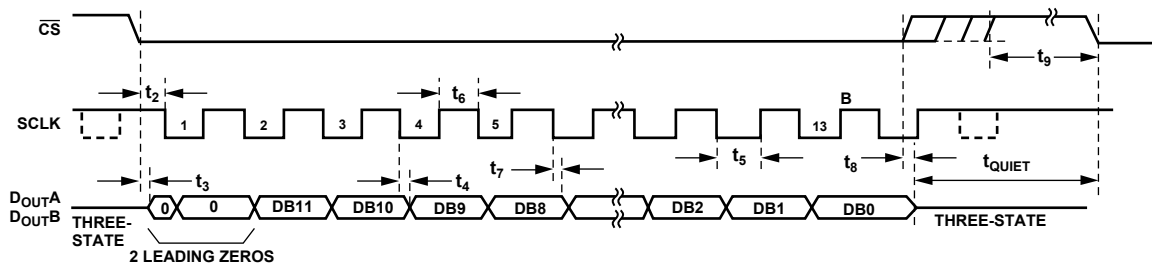 CS
t9
t2
t6
B
SCLK
1
2
3
4
5
13
t5
t8
tQUIET
t3
t4
t7
DOUTA
DOUTB
0
0
DB11
DB10
DB9
DB8
DB2
DB1
DB0
THREE-
STATE
THREE-STATE
2 LEADING ZEROS